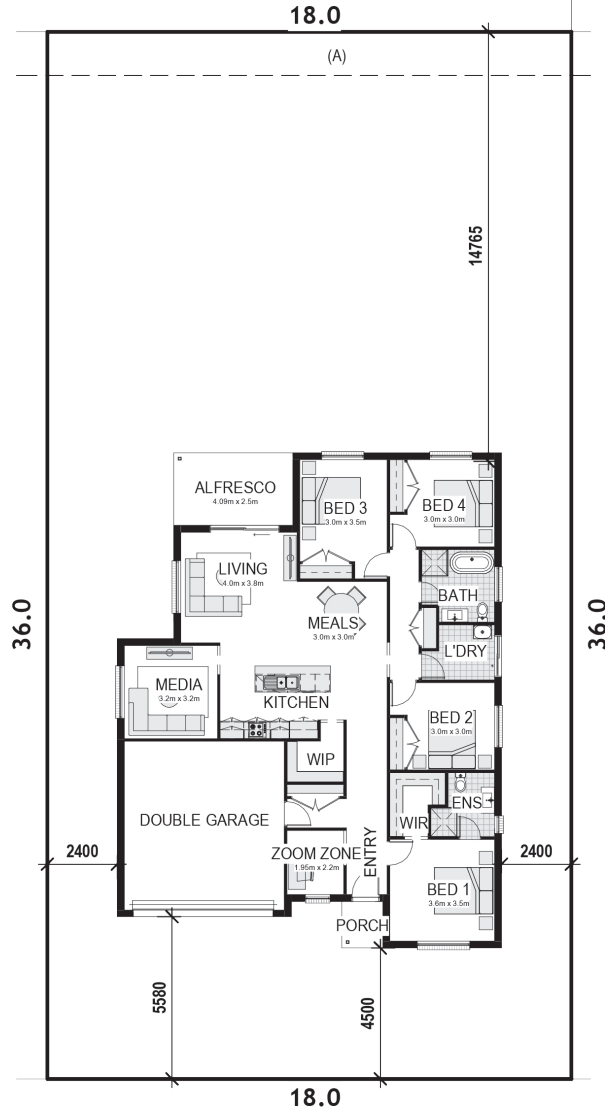 18.0
(A)
14765
ALFRESCO
4.09m x 2.5m
BED 3
3.0m x 3.5m
BED 4
3.0m x 3.0m
LIVING
4.0m x 3.8m
BATH
MEALS
3.0m x 3.0m
36.0
36.0
L'DRY
MEDIA
3.2m x 3.2m
KITCHEN
BED 2
3.0m x 3.0m
WIP
ENS
DOUBLE GARAGE
WIR
2400
ZOOM ZONE
1.95m x 2.2m
ENTRY
2400
BED 1
3.6m x 3.5m
PORCH
5580
4500
18.0